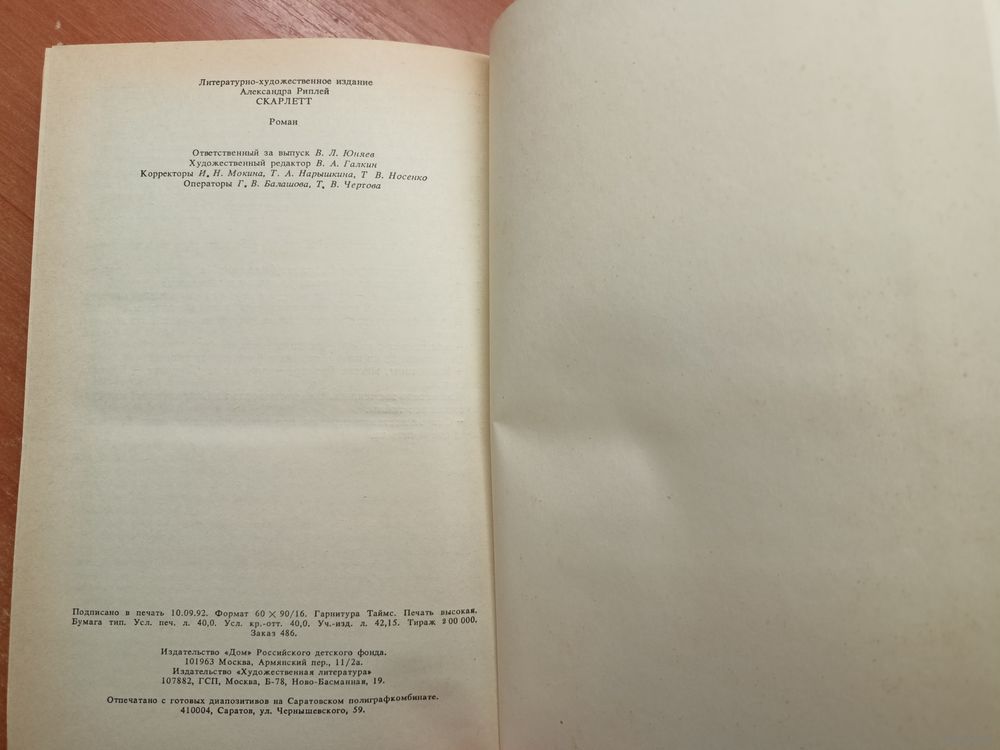 Литературно-художественное издание
Александра Риплей
СКАРЛЕТТ
Роман
Ответственный за выпуск В. Л. Юняев
Художественный редактор В. А. Галкин
Корректоры И. Н. Мокина, Т. А. Нарышкина, Т В. Носенко
Операторы Г. В. Балашова, Т. В. Чертова
Подписано в печать 10.09.92. Формат 60 × 90/16. Гарнитура Таймс. Печать высокая.
Бумага тип. Усл. печ. л. 40,0. Усл. кр.-отт. 40,0. Уч.-изд. л. 42,15. Тираж 200 000.
Заказ 486.
Издательство «Дом» Российского детского фонда.
101963 Москва, Армянский пер., 11/2а.
Издательство «Художественная литература»
107882, ГСП, Москва, Б-78, Ново-Басманная, 19.
Отпечатано с готовых диапозитивов на Саратовском полиграфкомбинате.
410004, Саратов, ул. Чернышевского, 59.